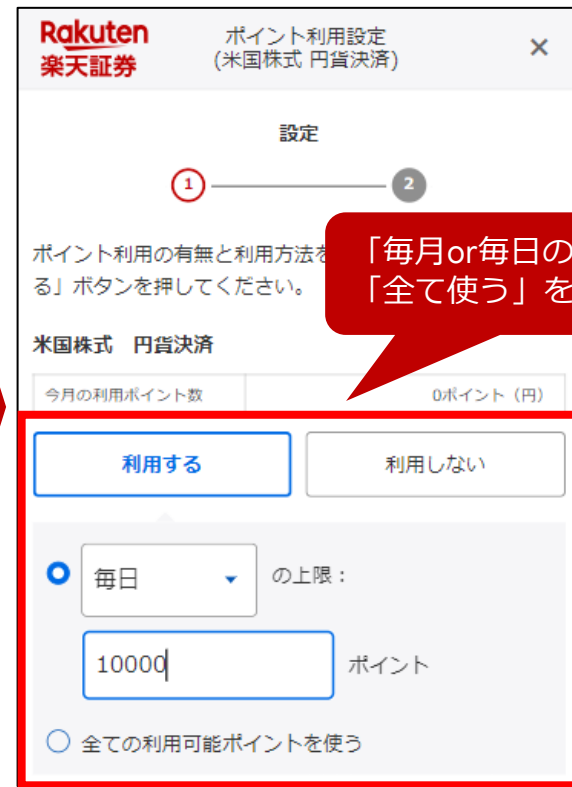 Rakuten
楽天証券
ポイント利用設定
(米国株式 円貨決済)
×
設定
1
2
ポイント利用の有無と利用方法を
る」ボタンを押してください。
「毎月or毎日の
「全て使う」を
米国株式 円貨決済
今月の利用ポイント数
0ポイント（円）
利用する
利用しない
毎日
の上限：
10000
ポイント
全ての利用可能ポイントを使う